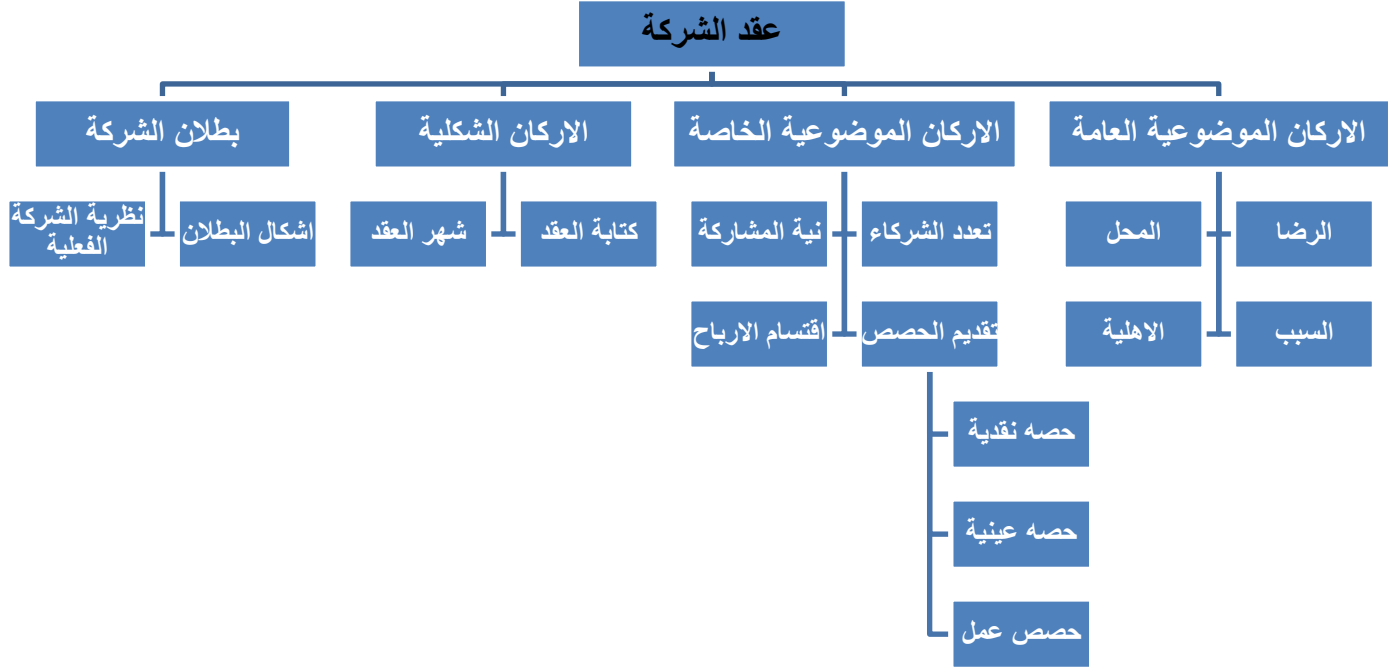 عقد الشركة
الاركان الموضوعية العامة
الاركان الموضوعية الخاصة
الاركان الشكلية
بطلان الشركة
الرضا
المحل
السبب
الاهلية
تعدد الشركاء
نية المشاركة
تقديم الحصص
اقتسام الارباح
حصه نقدية
حصه عينية
حصص عمل
كتابة العقد
شهر العقد
اشكال البطلان
نظرية الشركة
الفعلية